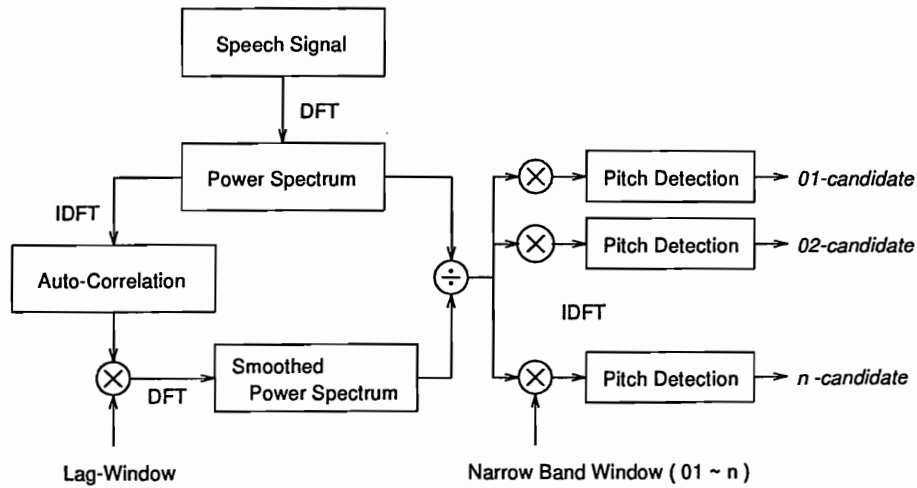 Speech Signal
DFT
Power Spectrum
Pitch Detection
01-candidate
IDFT
Pitch Detection
02-candidate
Auto-Correlation
÷
IDFT
Smoothed
Power Spectrum
Pitch Detection
n -candidate
DFT
Lag-Window
Narrow Band Window ( 01 ~ n )